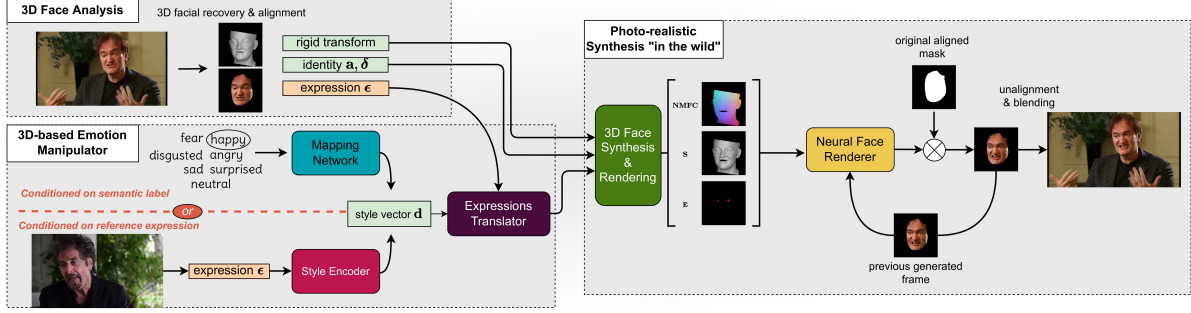 3D Face Analysis
3D facial recovery & alignment
rigid transform
identity a, δ
expression ϵ
3D-based Emotion
Manipulator
fear happy
disgusted angry
sad surprised
neutral
Mapping
Network
Conditioned on semantic label
or
Conditioned on reference expression
style vector d
Expressions
Translator
expression ϵ
Style Encoder
Photo-realistic
Synthesis "in the wild"
3D Face
Synthesis
&
Rendering
NMFC
S
E
Neural Face
Renderer
original aligned
mask
unalignment
& blending
previous generated
frame